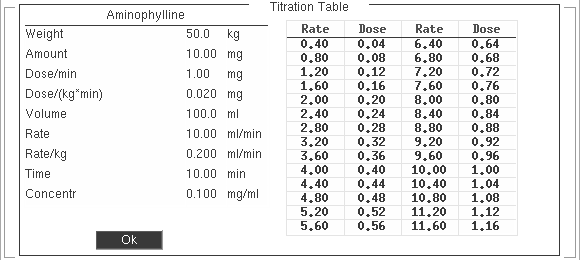 Titration Table
Aminophylline
Weight 50.0 kg
Amount 10.00 mg
Dose/min 1.00 mg
Dose/(kg*min) 0.020 mg
Volume 100.0 ml
Rate 10.00 ml/min
Rate/kg 0.200 ml/min
Time 10.00 min
Concentr 0.100 mg/ml
Ok
Rate Dose Rate Dose
0.40 0.04 6.40 0.64
0.80 0.08 6.80 0.68
1.20 0.12 7.20 0.72
1.60 0.16 7.60 0.76
2.00 0.20 8.00 0.80
2.40 0.24 8.40 0.84
2.80 0.28 8.80 0.88
3.20 0.32 9.20 0.92
3.60 0.36 9.60 0.96
4.00 0.40 10.00 1.00
4.40 0.44 10.40 1.04
4.80 0.48 10.80 1.08
5.20 0.52 11.20 1.12
5.60 0.56 11.60 1.16